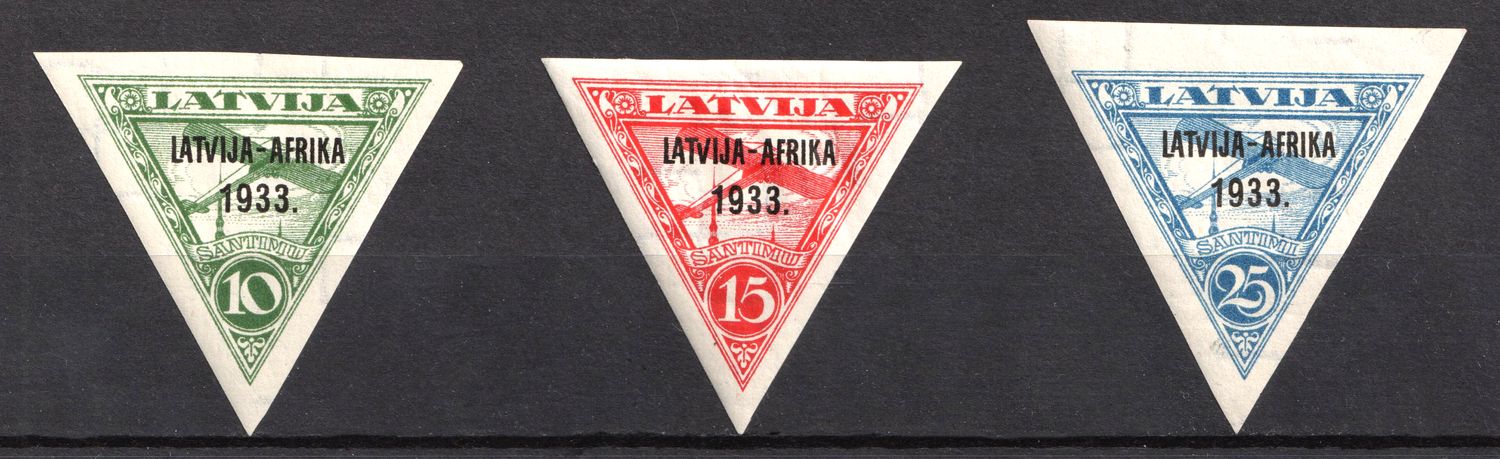 LATVIJA
LATVIJA-AFRIKA
1933.
SANTIMU
10
LATVIJA
LATVIJA-AFRIKA
1933.
SANTIMU
15
LATVIJA
LATVIJA-AFRIKA
1933.
SANTIMI
25